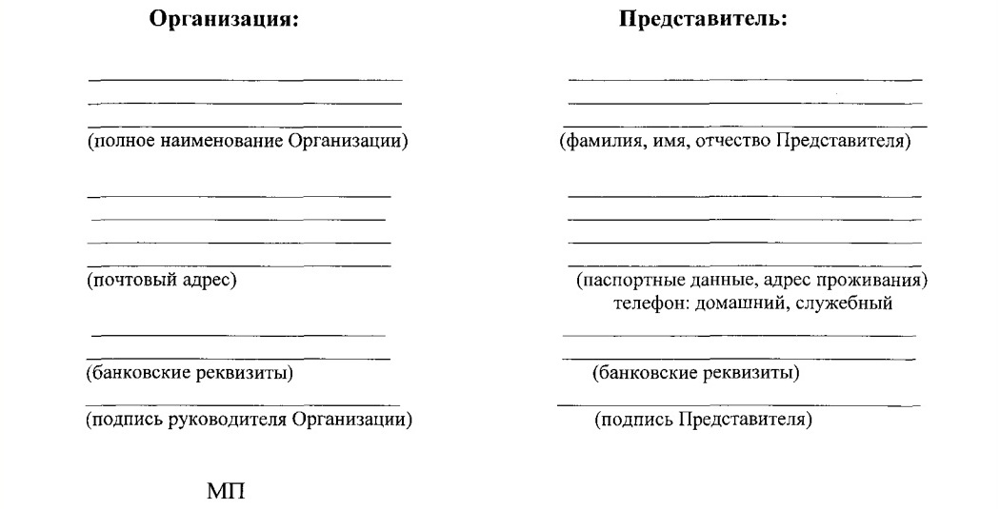 Организация:
Представитель:
(полное наименование Организации)
(фамилия, имя, отчество Представителя)
(почтовый адрес)
(паспортные данные, адрес проживания)
телефон: домашний, служебный
(банковские реквизиты)
(банковские реквизиты)
(подпись руководителя Организации)
(подпись Представителя)
МП